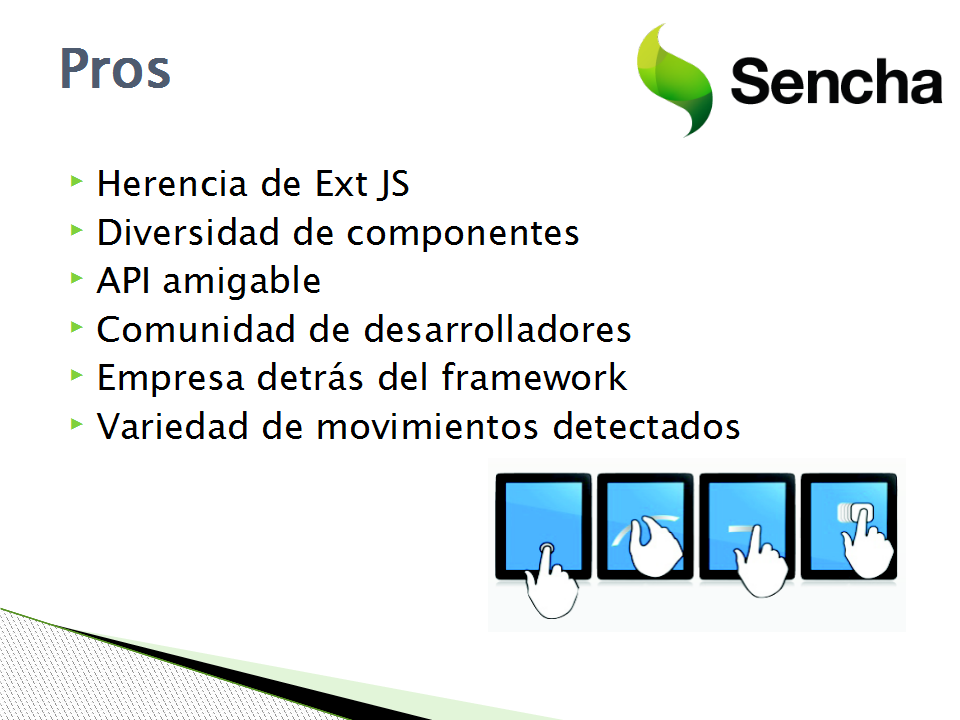 Pros
Sencha
Herencia de Ext JS
Diversidad de componentes
API amigable
Comunidad de desarrolladores
Empresa detrás del framework
Variedad de movimientos detectados